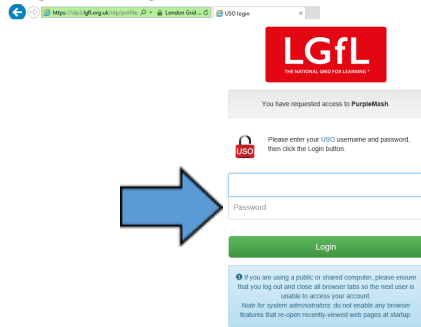 https://idp3.lgfl.org.uk/idp/profile. London Grid ... USO login
LGfL
THE NATIONAL GRID FOR LEARNING
You have requested access to PurpleMash.
Please enter your USO username and password,
USO
then click the Login button.
Password
Login
If you are using a public or shared computer, please ensure
that you log out and close all browser tabs so the next user is
unable to access your account.
Note for system administrators: do not enable any browser
features that re-open recently-viewed web pages at startup.